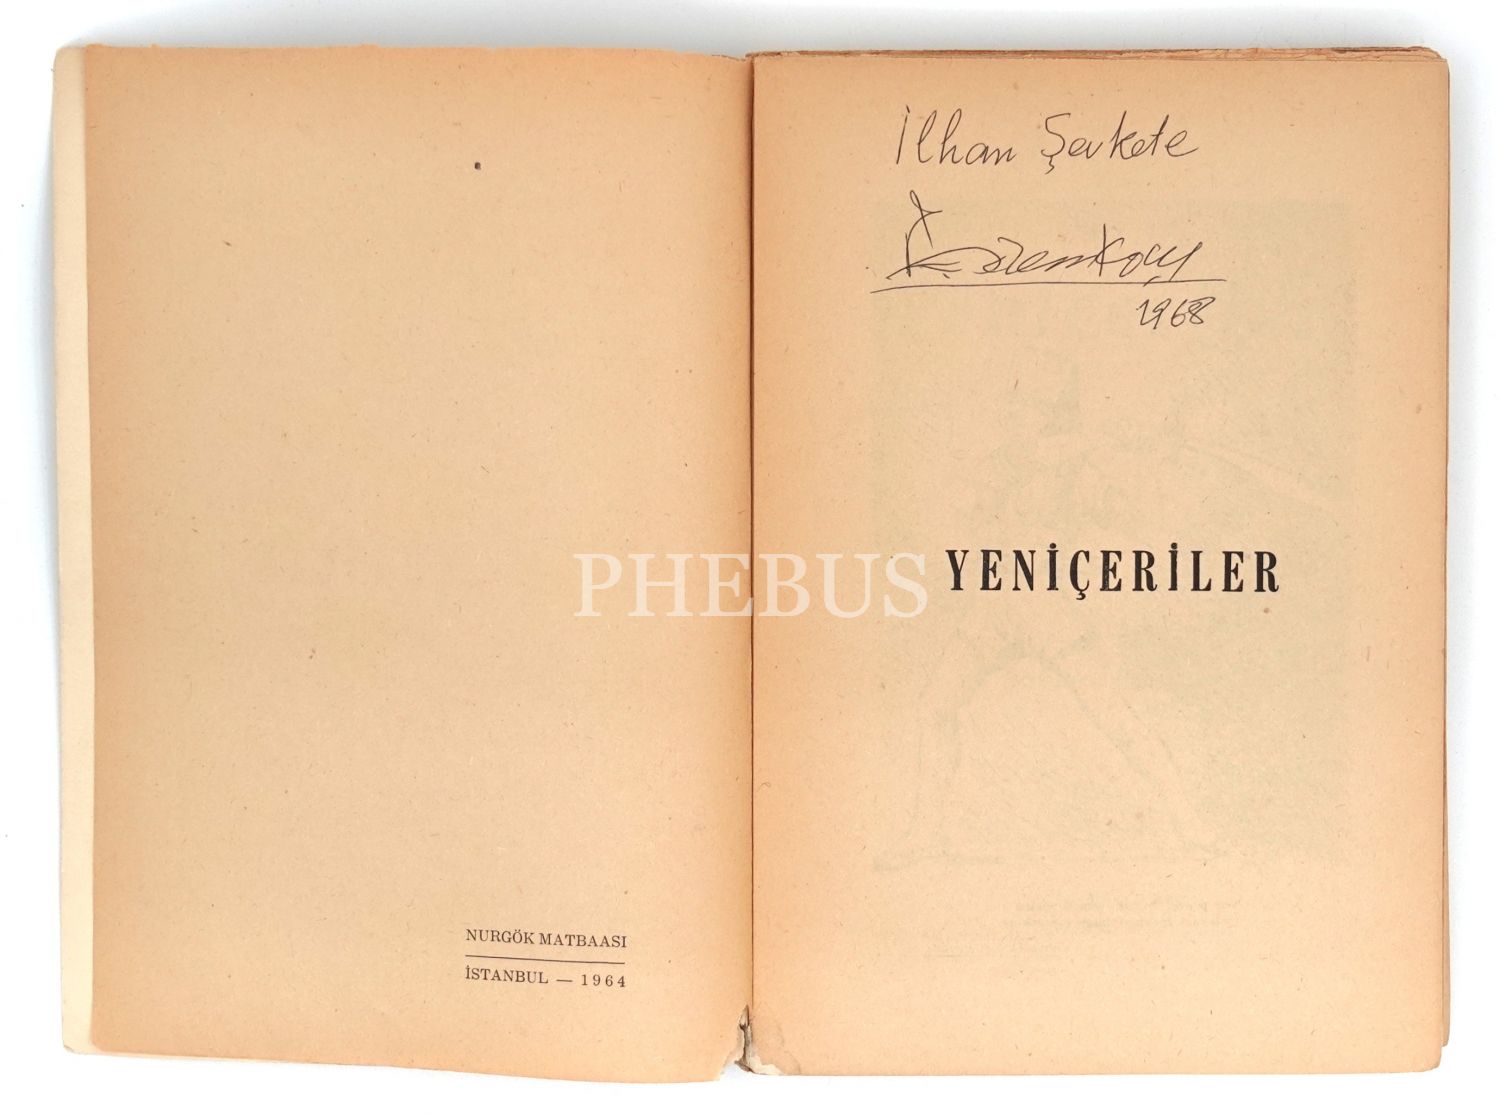 NURGÖK MATBAASI
İSTANBUL — 1964
İlhan Şevkete
1968
YENİÇERİLER
PHEBUS